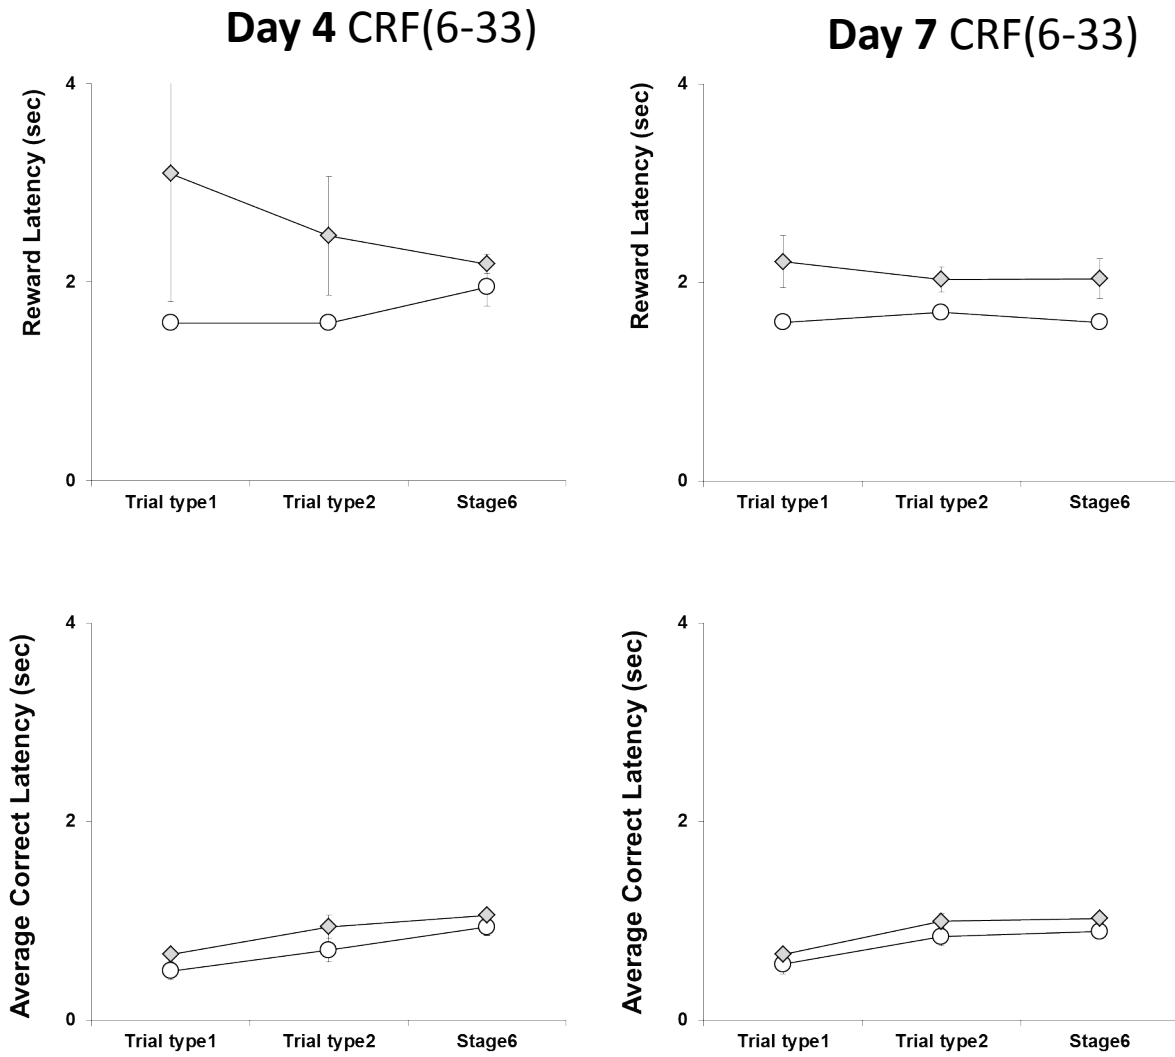 Day 4 CRF(6-33)
Reward Latency (sec)
4
2
0
Trial type1 Trial type2 Stage6
Day 7 CRF(6-33)
Reward Latency (sec)
4
2
0
Trial type1 Trial type2 Stage6
Average Correct Latency (sec)
4
2
0
Trial type1 Trial type2 Stage6
Average Correct Latency (sec)
4
2
0
Trial type1 Trial type2 Stage6